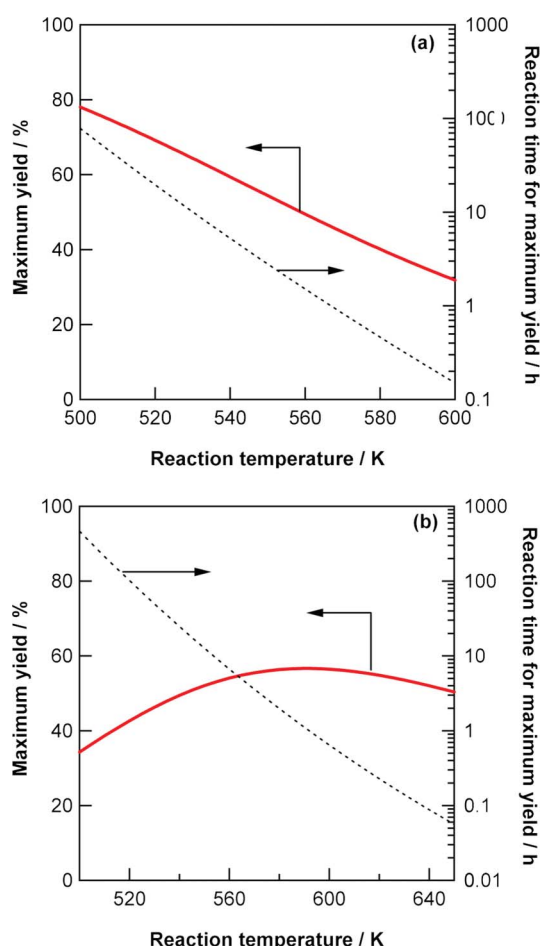 (a)
Maximum yield / %
100
80
60
40
20
0
500 520 540 560 580 600
Reaction temperature / K
1000
100
10
1
0.1
Reaction time for maximum yield / h
(b)
Maximum yield / %
100
80
60
40
20
0
520 560 600 640
Reaction temperature / K
1000
100
10
1
0.1
0.01
Reaction time for maximum yield / h